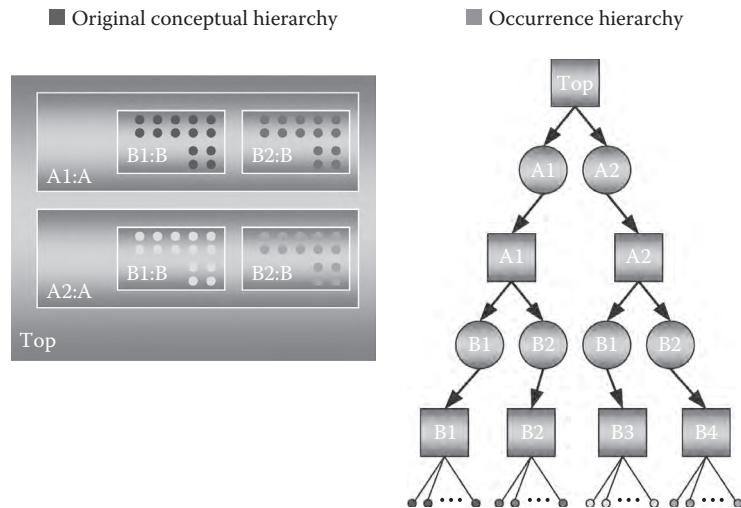 Original conceptual hierarchy
Occurrence hierarchy
B1:B
B2:B
A1:A
B1:B
B2:B
A2:A
Top
Top
A1
A2
A1
A2
B1
B2
B1
B2
B1
B2
B3
B4